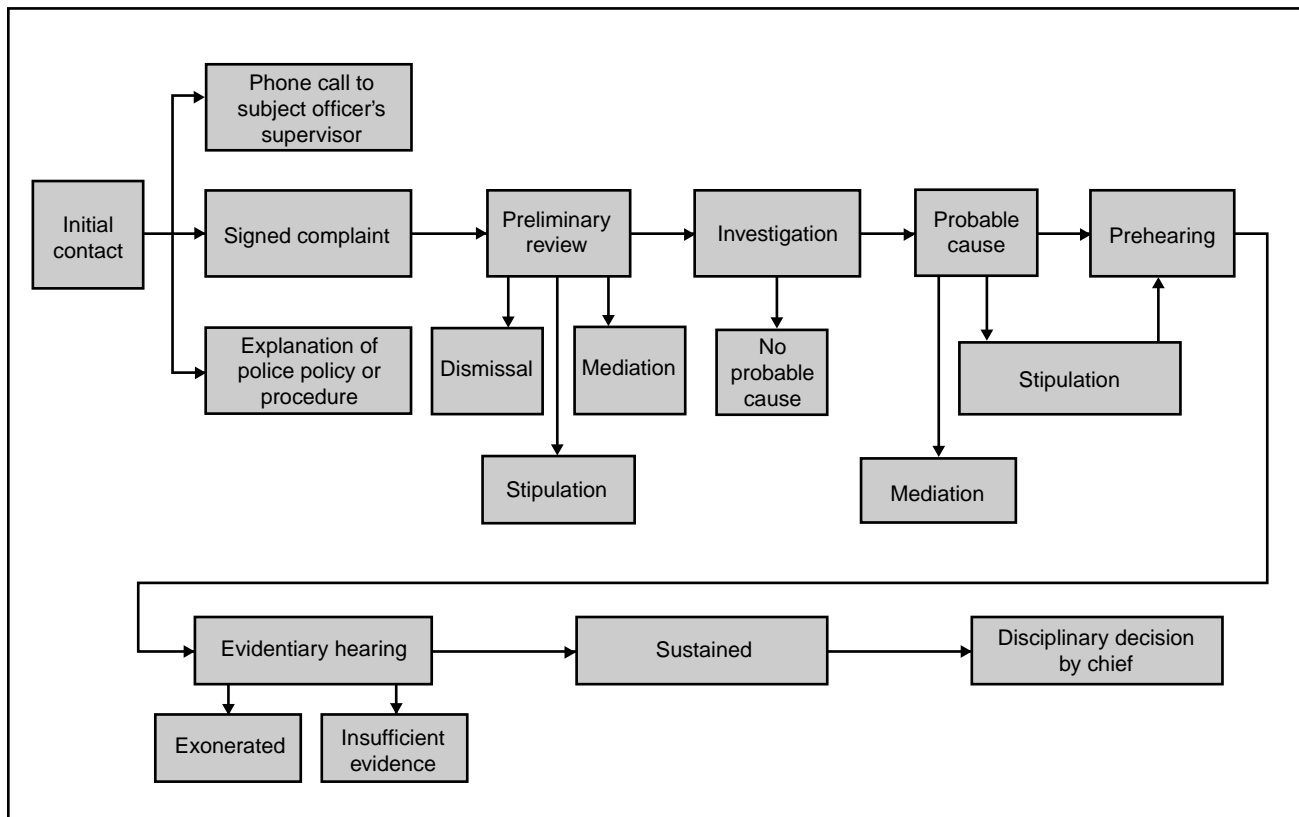 Phone call to
subject officer’s
supervisor
Initial
contact
Signed complaint
Preliminary
review
Investigation
Probable
cause
Prehearing
Explanation of
police policy or
procedure
Dismissal
Mediation
No
probable
cause
Stipulation
Stipulation
Mediation
Evidentiary hearing
Sustained
Disciplinary decision
by chief
Exonerated
Insufficient
evidence